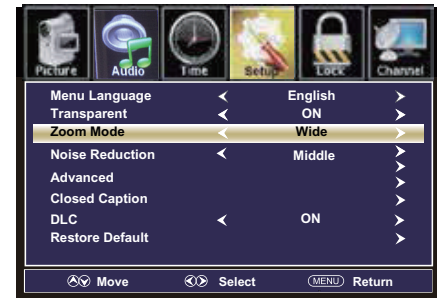 Picture Audio Time Setup Lock Channel
Menu Language English
Transparent ON
Zoom Mode Wide
Noise Reduction Middle
Advanced
Closed Caption
DLC ON
Restore Default
Move Select MENU Return